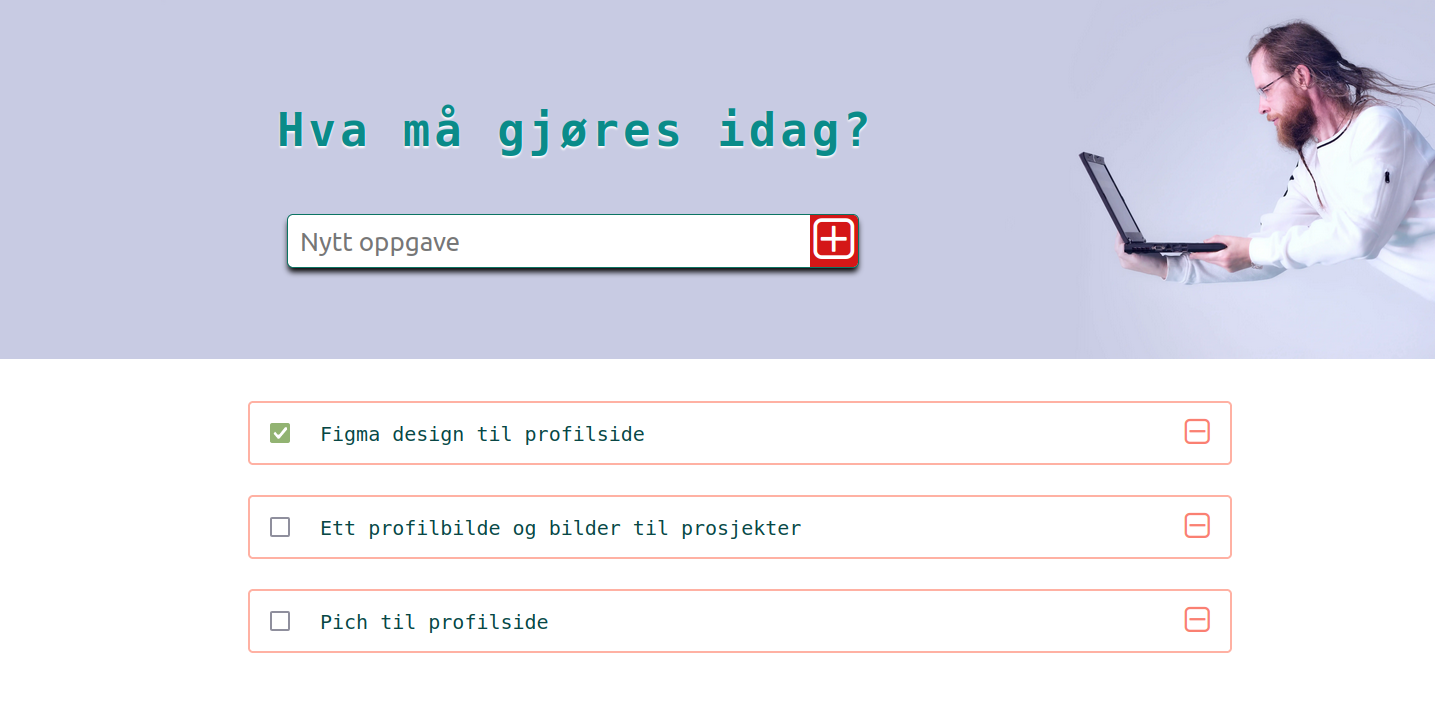 Hva må gjøres idag?
Nytt oppgave
Figma design til profilside
Ett profilbilde og bilder til prosjekter
Pich til profilside